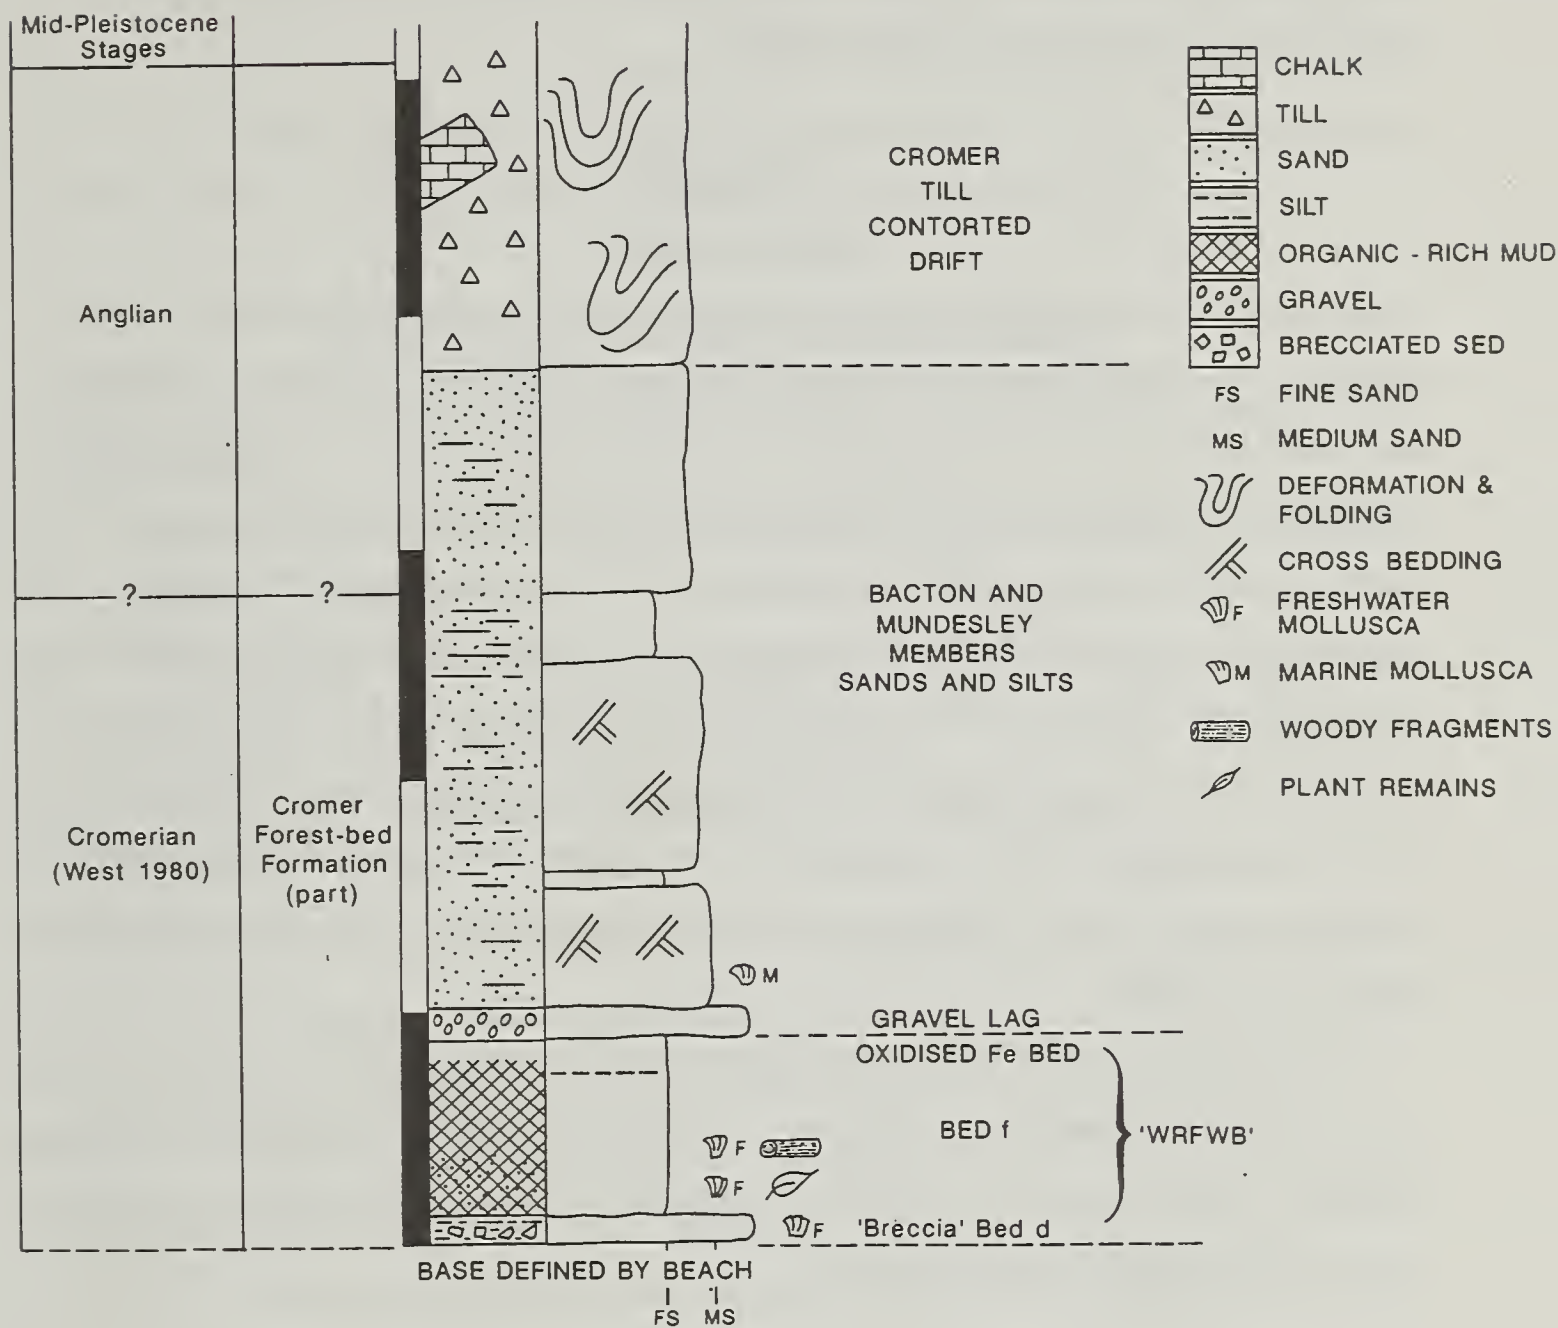 Mid-Pleistocene
Stages
Anglian
?
?
Cromerian
(West 1980)
Cromer
Forest-bed
Formation
(part)
CROMER
TILL
CONTORTED
DRIFT
BACTON AND
MUNDESLEY
MEMBERS
SANDS AND SILTS
M
GRAVEL LAG
OXIDISED Fe BED
BED f
'WRFWB'
F
F
F
'Breccia' Bed d
BASE DEFINED BY BEACH
FS MS
CHALK
TILL
SAND
SILT
ORGANIC - RICH MUD
GRAVEL
BRECCIATED SED
FS FINE SAND
MS MEDIUM SAND
DEFORMATION &
FOLDING
CROSS BEDDING
F FRESHWATER
MOLLUSCA
M MARINE MOLLUSCA
WOODY FRAGMENTS
PLANT REMAINS